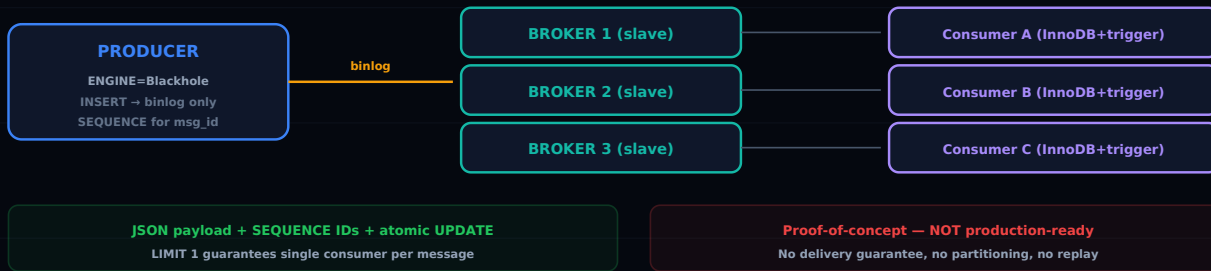 PRODUCER
ENGINE=Blackhole
INSERT → binlog only
SEQUENCE for msg_id
binlog
BROKER 1 (slave)
BROKER 2 (slave)
BROKER 3 (slave)
Consumer A (InnoDB+trigger)
Consumer B (InnoDB+trigger)
Consumer C (InnoDB+trigger)
JSON payload + SEQUENCE IDs + atomic UPDATE
LIMIT 1 guarantees single consumer per message
Proof-of-concept — NOT production-ready
No delivery guarantee, no partitioning, no replay